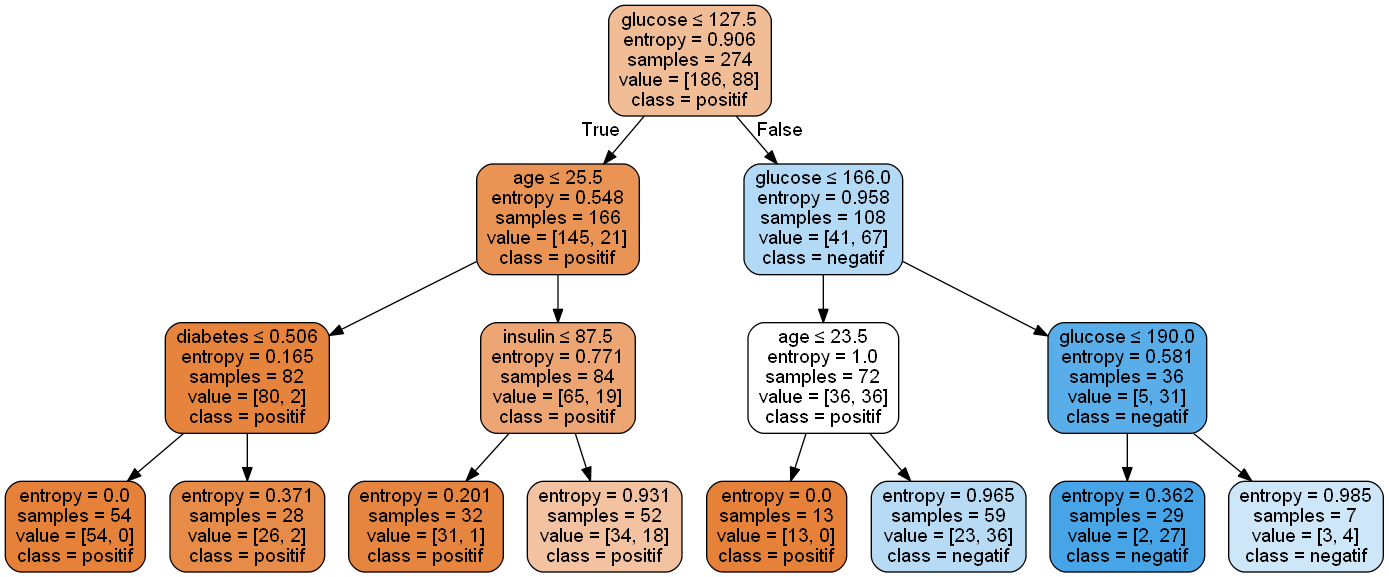 glucose ≤ 127.5
entropy = 0.906
samples = 274
value = [186, 88]
class = positif
True
False
age ≤ 25.5
entropy = 0.548
samples = 166
value = [145, 21]
class = positif
glucose ≤ 166.0
entropy = 0.958
samples = 108
value = [41, 67]
class = negatif
diabetes ≤ 0.506
entropy = 0.165
samples = 82
value = [80, 2]
class = positif
insulin ≤ 87.5
entropy = 0.771
samples = 84
value = [65, 19]
class = positif
age ≤ 23.5
entropy = 1.0
samples = 72
value = [36, 36]
class = positif
glucose ≤ 190.0
entropy = 0.581
samples = 36
value = [5, 31]
class = negatif
entropy = 0.0
samples = 54
value = [54, 0]
class = positif
entropy = 0.371
samples = 28
value = [26, 2]
class = positif
entropy = 0.201
samples = 32
value = [31, 1]
class = positif
entropy = 0.931
samples = 52
value = [34, 18]
class = positif
entropy = 0.0
samples = 13
value = [13, 0]
class = positif
entropy = 0.965
samples = 59
value = [23, 36]
class = negatif
entropy = 0.362
samples = 29
value = [2, 27]
class = negatif
entropy = 0.985
samples = 7
value = [3, 4]
class = negatif